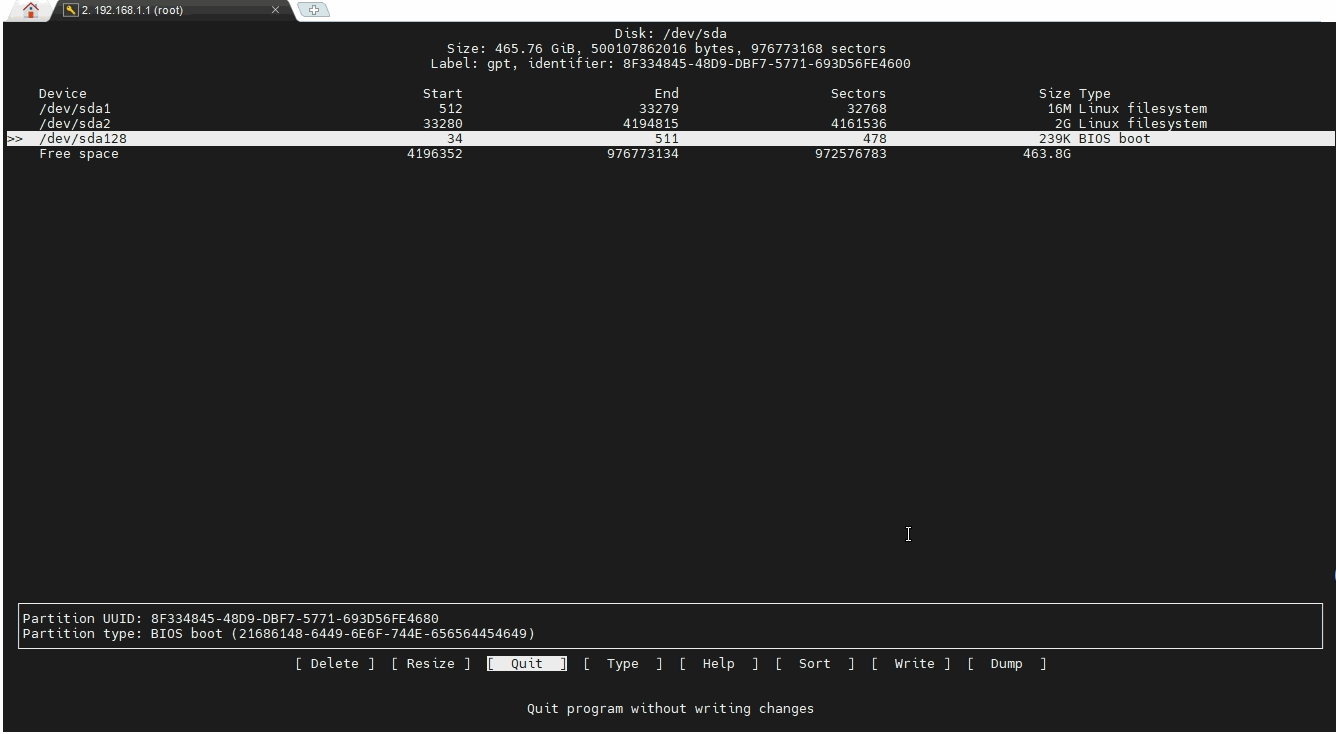 2. 192.168.1.1 (root)
Disk: /dev/sda
Size: 465.76 GiB, 500107862016 bytes, 976773168 sectors
Label: gpt, identifier: 8F334845-48D9-DBF7-5771-693D56FE4600
Device Start End Sectors Size Type
/dev/sda1 512 33279 32768 16M Linux filesystem
/dev/sda2 33280 4194815 4161536 2G Linux filesystem
>> /dev/sda128 34 511 478 239K BIOS boot
Free space 4196352 976773134 972576783 463.8G
Partition UUID: 8F334845-48D9-DBF7-5771-693D56FE4680
Partition type: BIOS boot (21686148-6449-6E6F-744E-656564454649)
[ Delete ] [ Resize ] [ Quit ] [ Type ] [ Help ] [ Sort ] [ Write ] [ Dump ]
Quit program without writing changes